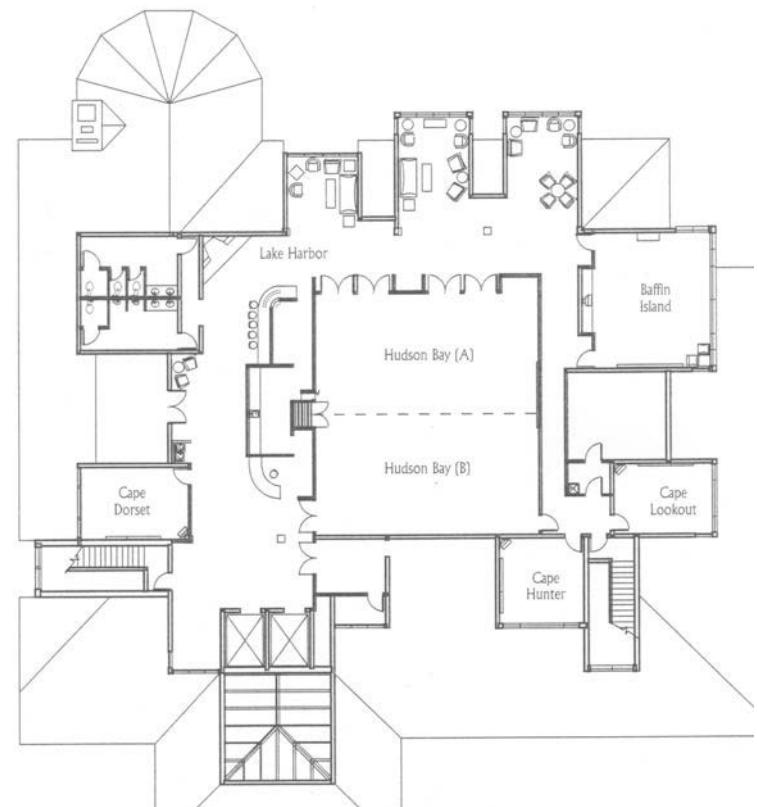 Lake Harbor
Baffin
Island
Hudson Bay (A)
Hudson Bay (B)
Cape
Dorset
Cape
Lookout
Cape
Hunter